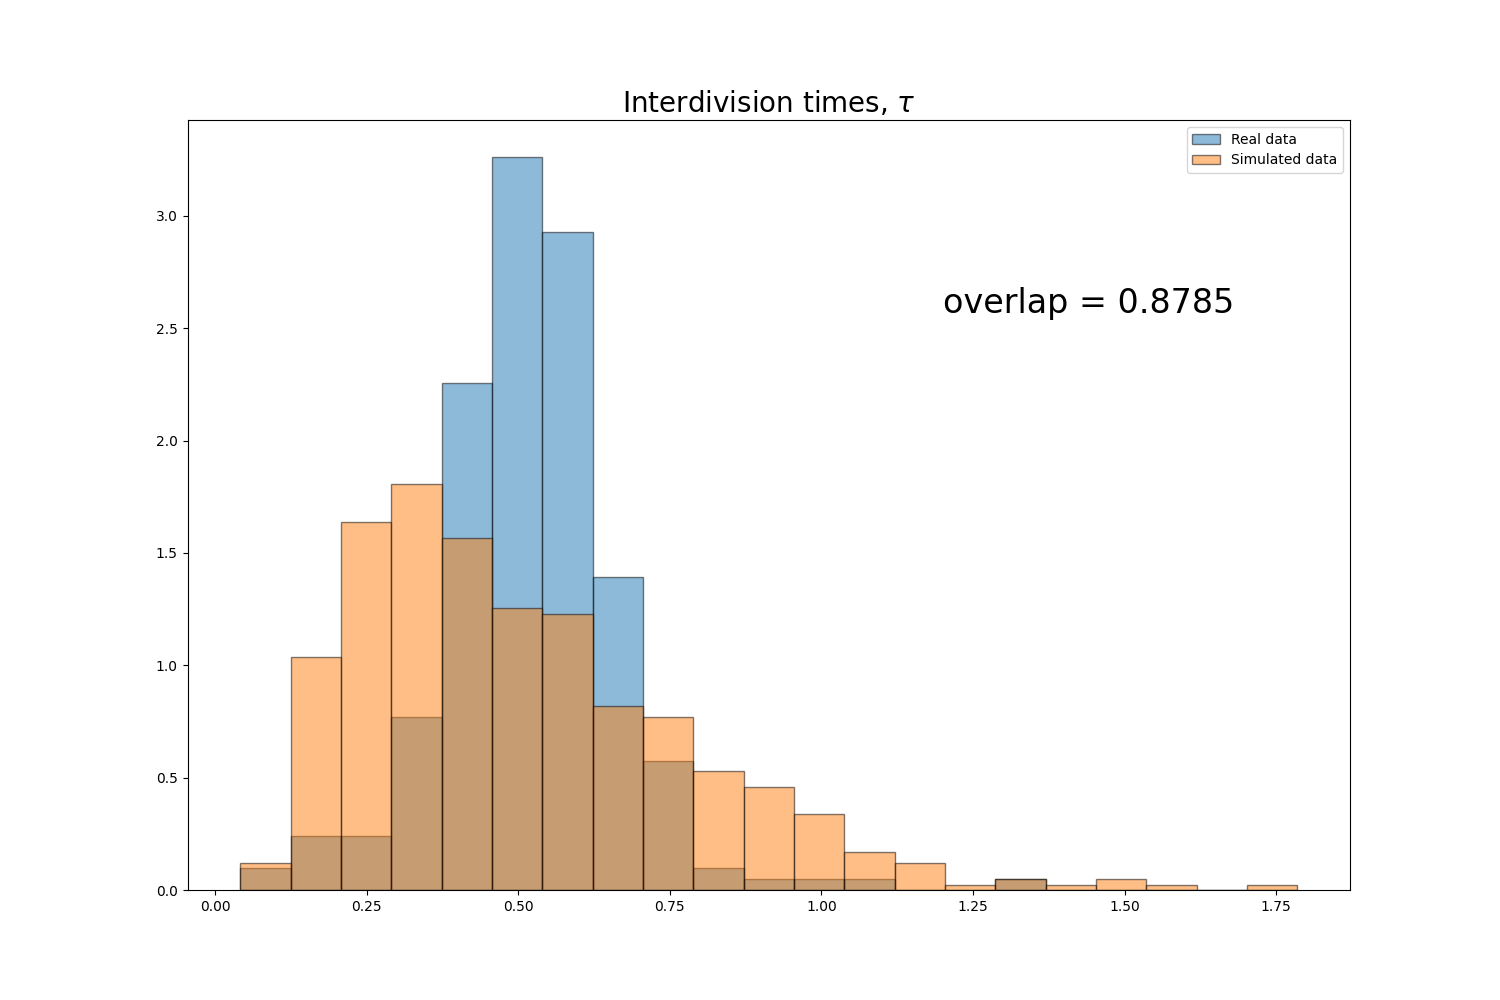 Interdivision times, τ
Real data
Simulated data
overlap = 0.8785
3.0
2.5
2.0
1.5
1.0
0.5
0.0
0.00 0.25 0.50 0.75 1.00 1.25 1.50 1.75